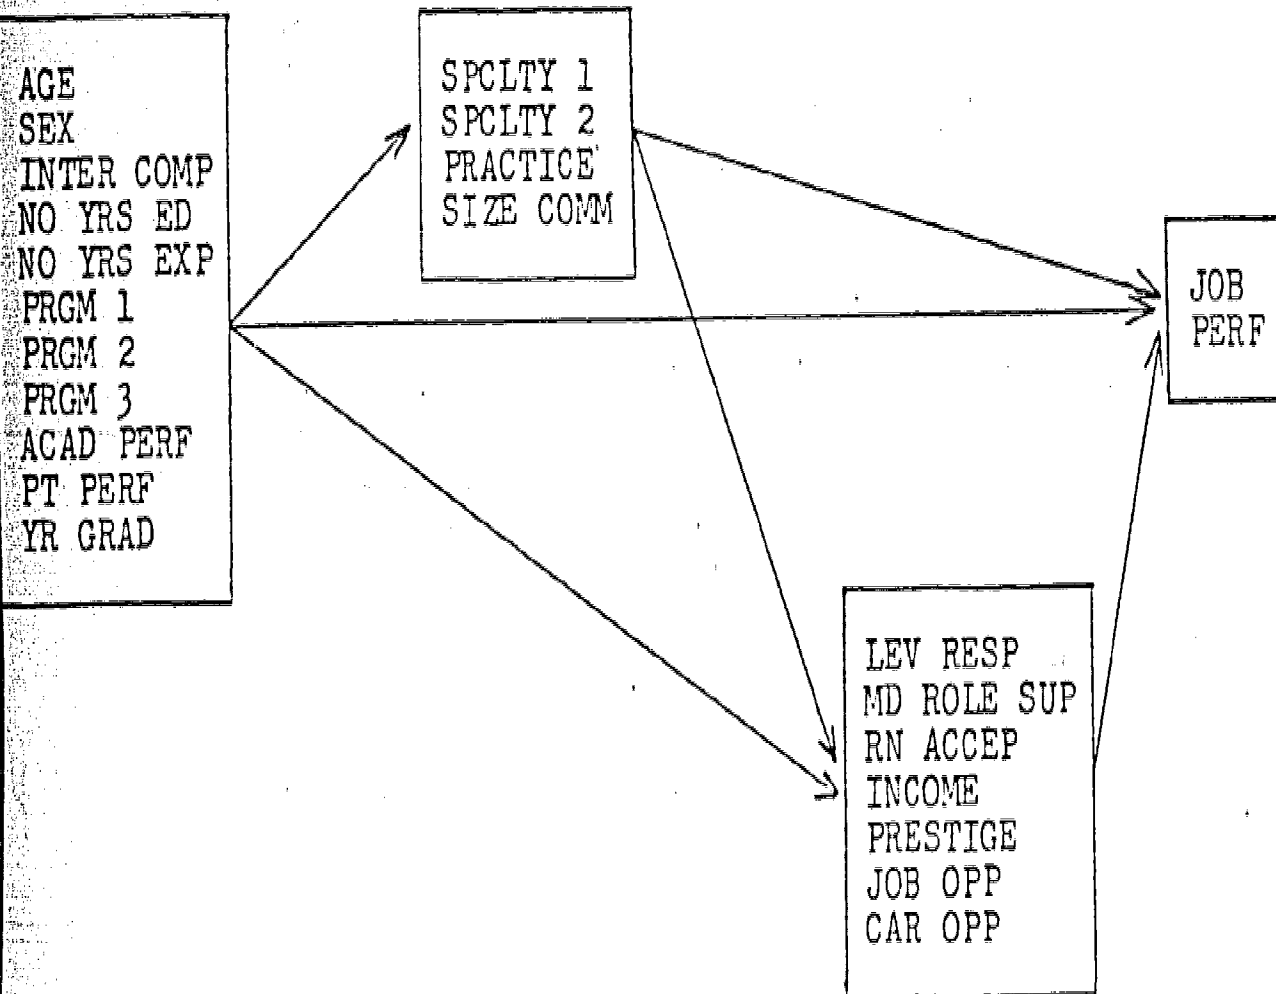 AGE
SEX
INTER COMP
NO YRS ED
NO YRS EXP
PRGM 1
PRGM 2
PRGM 3
ACAD PERF
PT PERF
YR GRAD
SPCLTY 1
SPCLTY 2
PRACTICE
SIZE COMM
JOB
PERF
LEV RESP
MD ROLE SUP
RN ACCEP
INCOME
PRESTIGE
JOB OPP
CAR OPP